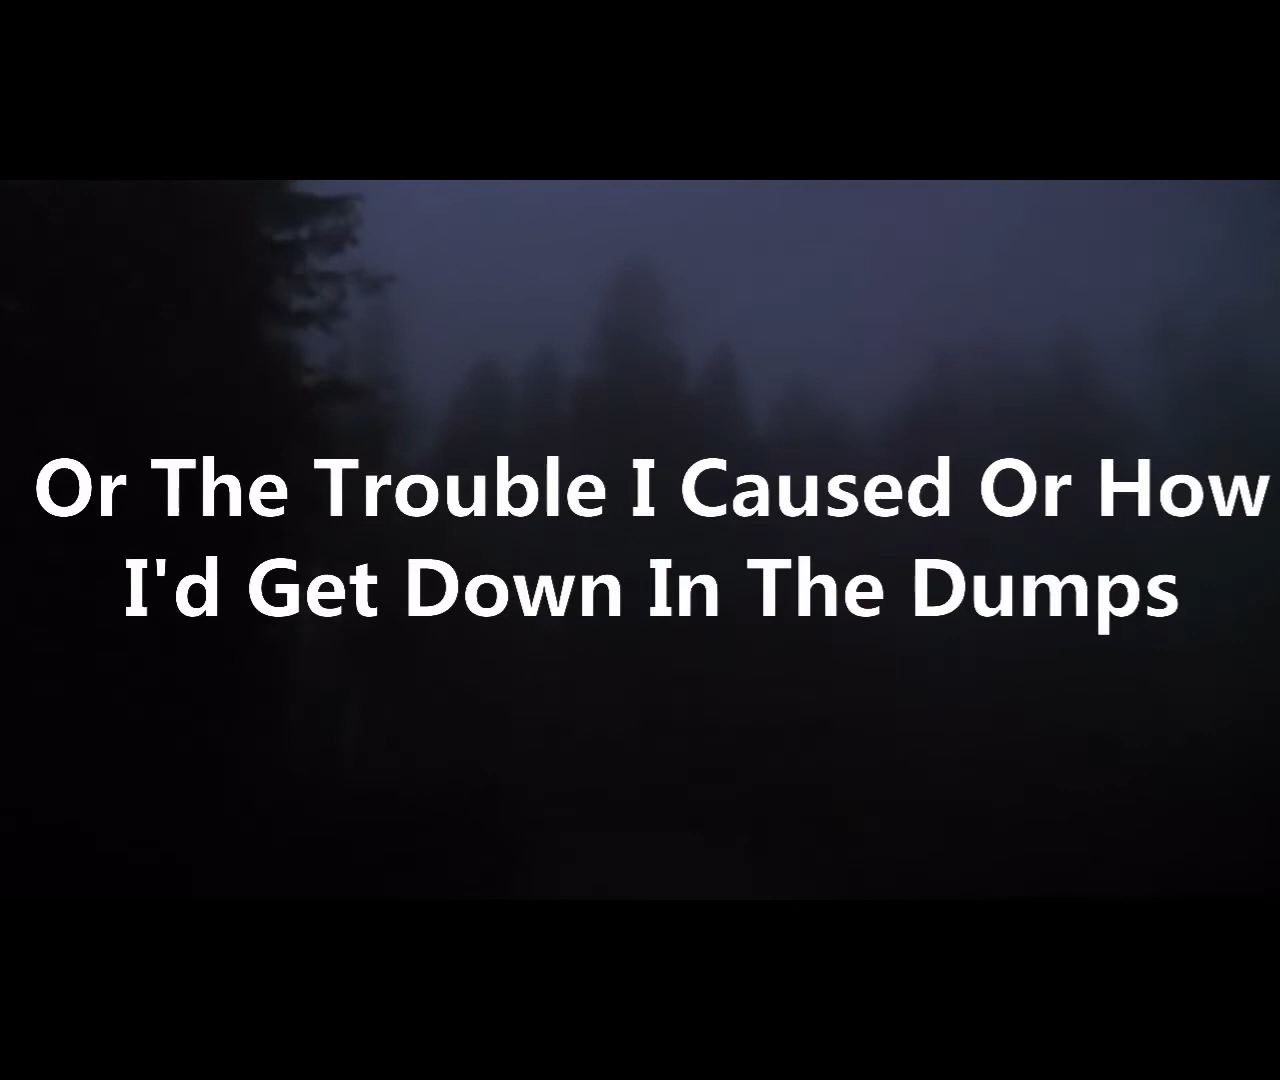 Or The Trouble I Caused Or How
I'd Get Down In The Dumps